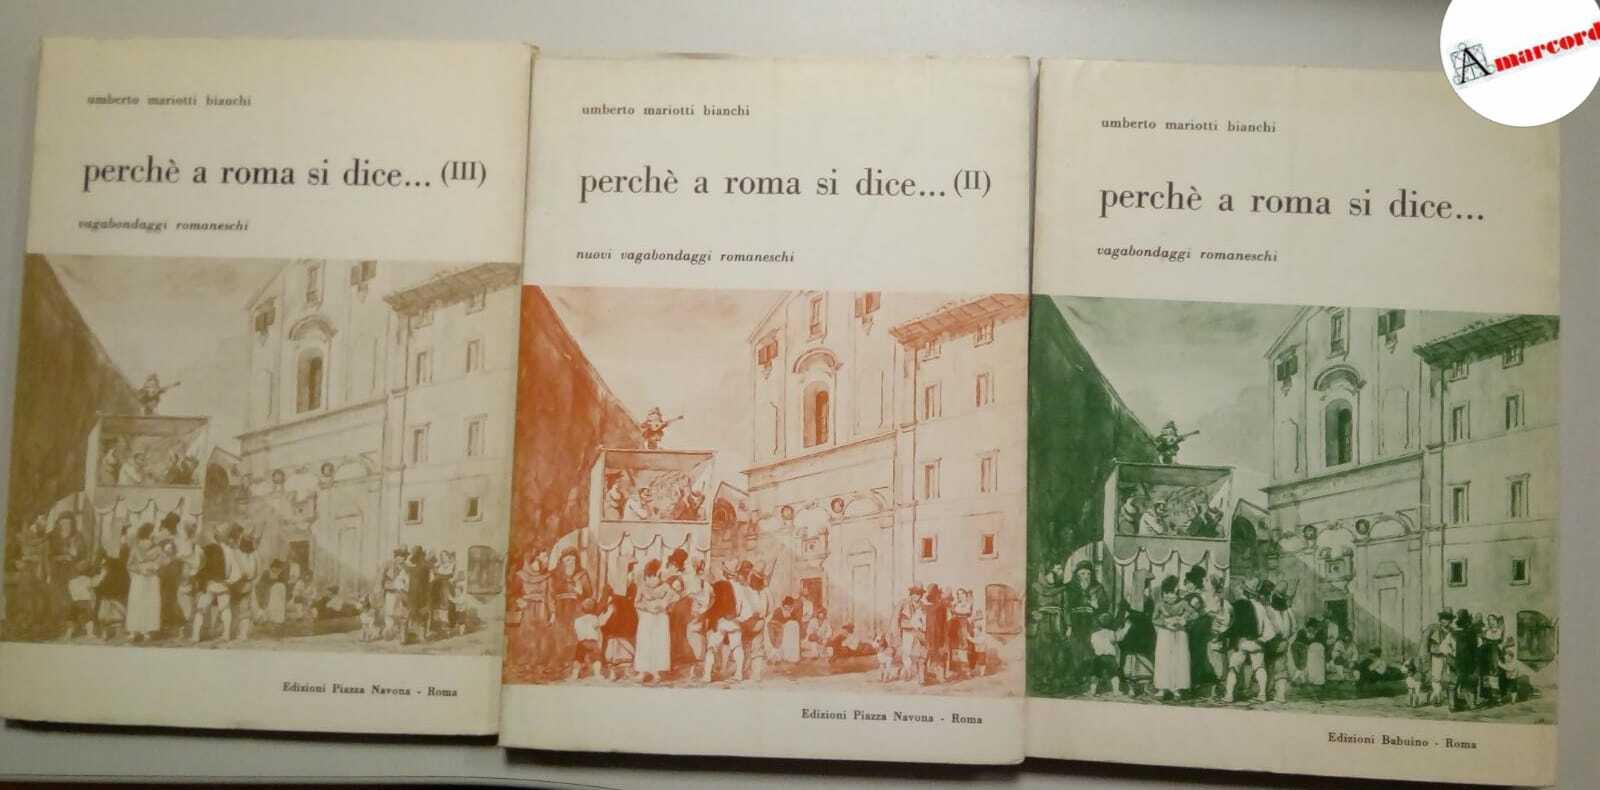 umberto mariotti bianchi
perchè a roma si dice... (III)
vagabondaggi romaneschi
Edizioni Piazza Navona - Roma
umberto mariotti bianchi
perchè a roma si dice... (II)
nuovi vagabondaggi romaneschi
Edizioni Piazza Navona - Roma
umberto mariotti bianchi
perchè a roma si dice...
vagabondaggi romaneschi
Edizioni Babuino - Roma
Amarcord